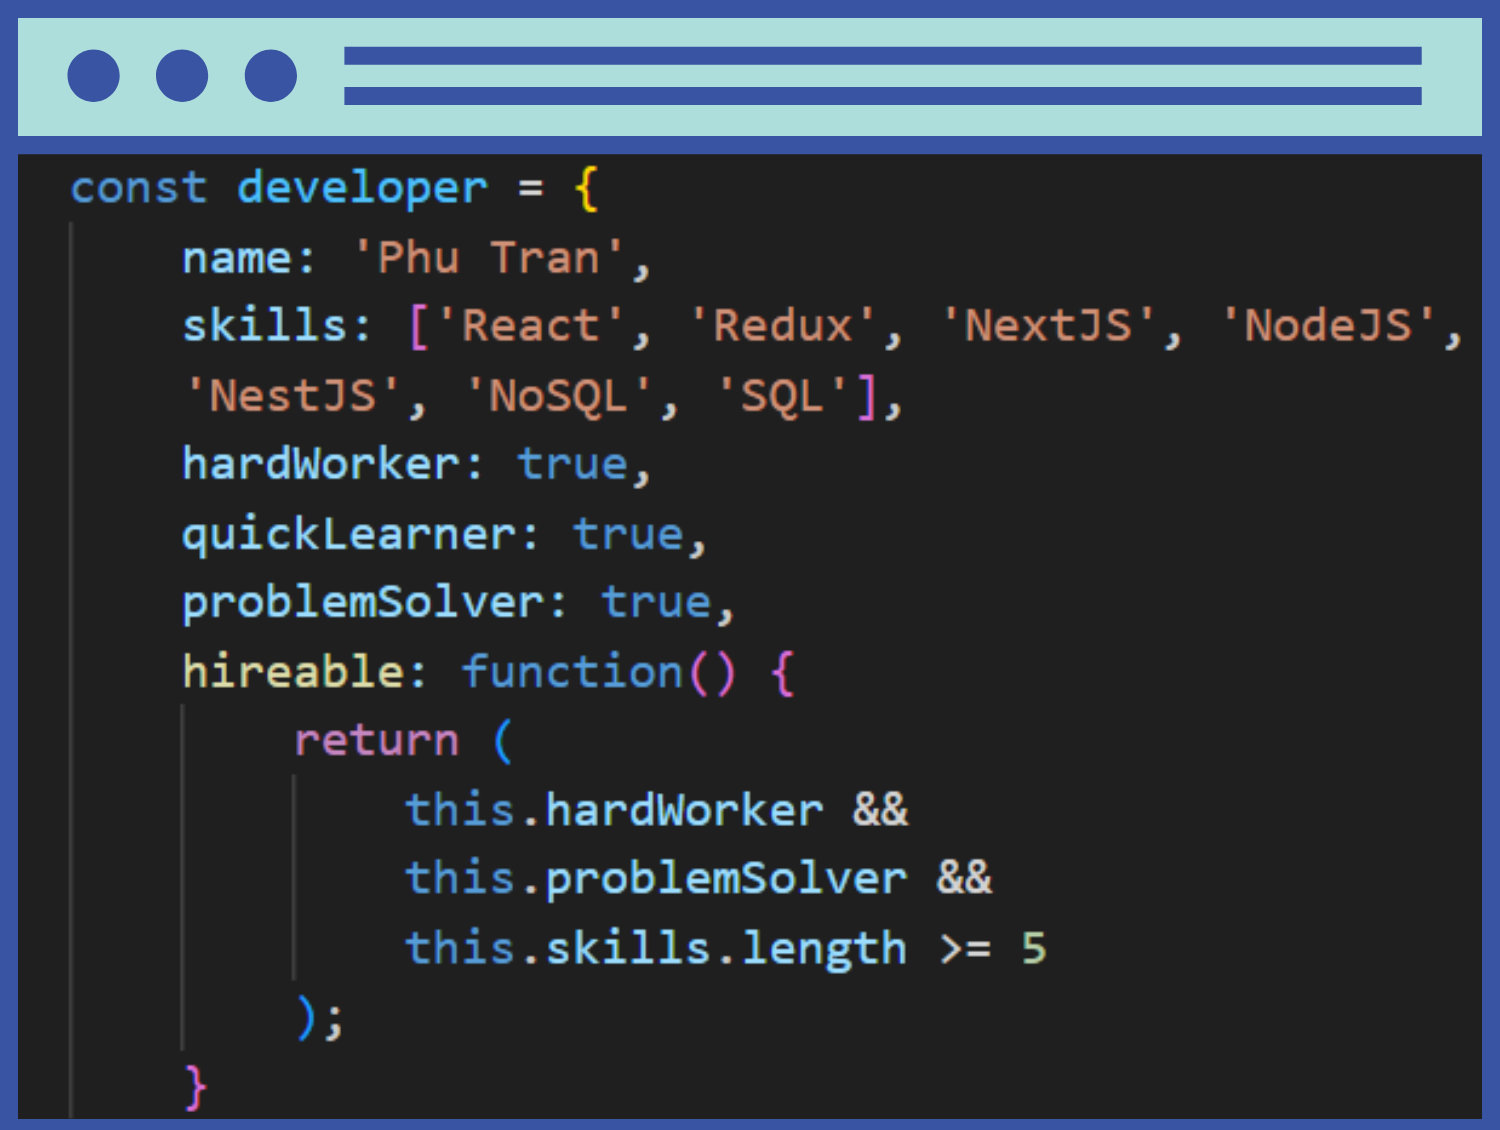 const developer = {
name: 'Phu Tran',
skills: ['React', 'Redux', 'NextJS', 'NodeJS',
'NestJS', 'NoSQL', 'SQL'],
hardWorker: true,
quickLearner: true,
problemSolver: true,
hireable: function() {
return (
this.hardWorker &&
this.problemSolver &&
this.skills.length >= 5
);
}